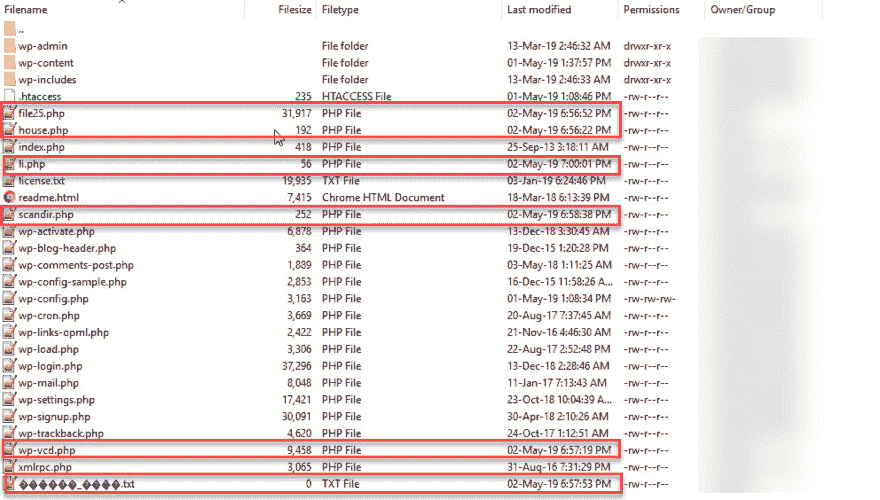 Filename Filesize Filetype Last modified Permissions Owner/Group
..
wp-admin File folder 13-Mar-19 2:46:32 AM drwxr-xr-x
wp-content File folder 01-May-19 1:37:57 PM drwxr-xr-x
wp-includes File folder 13-Mar-19 2:46:33 AM drwxr-xr-x
.htaccess 235 HTACCESS File 01-May-19 1:08:46 PM -rw-r--r--
file25.php 31,917 PHP File 02-May-19 6:56:52 PM -rw-r--r--
house.php 192 PHP File 02-May-19 6:56:22 PM -rw-r--r--
index.php 418 PHP File 25-Sep-13 3:18:11 AM -rw-r--r--
li.php 56 PHP File 02-May-19 7:00:01 PM -rw-r--r--
license.txt 19,935 TXT File 03-Jan-19 6:24:46 PM -rw-r--r--
readme.html 7,415 Chrome HTML Document 18-Mar-18 6:13:39 PM -rw-r--r--
scandir.php 252 PHP File 02-May-19 6:58:38 PM -rw-r--r--
wp-activate.php 6,878 PHP File 13-Dec-18 3:30:45 AM -rw-r--r--
wp-blog-header.php 364 PHP File 19-Dec-15 1:20:28 PM -rw-r--r--
wp-comments-post.php 1,889 PHP File 03-May-18 1:11:25 AM -rw-r--r--
wp-config-sample.php 2,853 PHP File 16-Dec-15 11:58:26 A... -rw-r--r--
wp-config.php 3,163 PHP File 01-May-19 1:08:34 PM -rw-rw-rw-
wp-cron.php 3,669 PHP File 20-Aug-17 7:37:45 AM -rw-r--r--
wp-links-opml.php 2,422 PHP File 21-Nov-16 4:46:30 AM -rw-r--r--
wp-load.php 3,306 PHP File 22-Aug-17 2:52:48 PM -rw-r--r--
wp-login.php 37,296 PHP File 13-Dec-18 2:28:46 AM -rw-r--r--
wp-mail.php 8,048 PHP File 11-Jan-17 7:13:43 AM -rw-r--r--
wp-settings.php 17,421 PHP File 23-Oct-18 10:04:39 A... -rw-r--r--
wp-signup.php 30,091 PHP File 30-Apr-18 2:10:26 AM -rw-r--r--
wp-trackback.php 4,620 PHP File 24-Oct-17 1:12:51 AM -rw-r--r--
wp-vcd.php 9,458 PHP File 02-May-19 6:57:19 PM -rw-r--r--
xmlrpc.php 3,065 PHP File 31-Aug-16 7:31:29 PM -rw-r--r--
������_����.txt 0 TXT File 02-May-19 6:57:53 PM -rw-r--r--